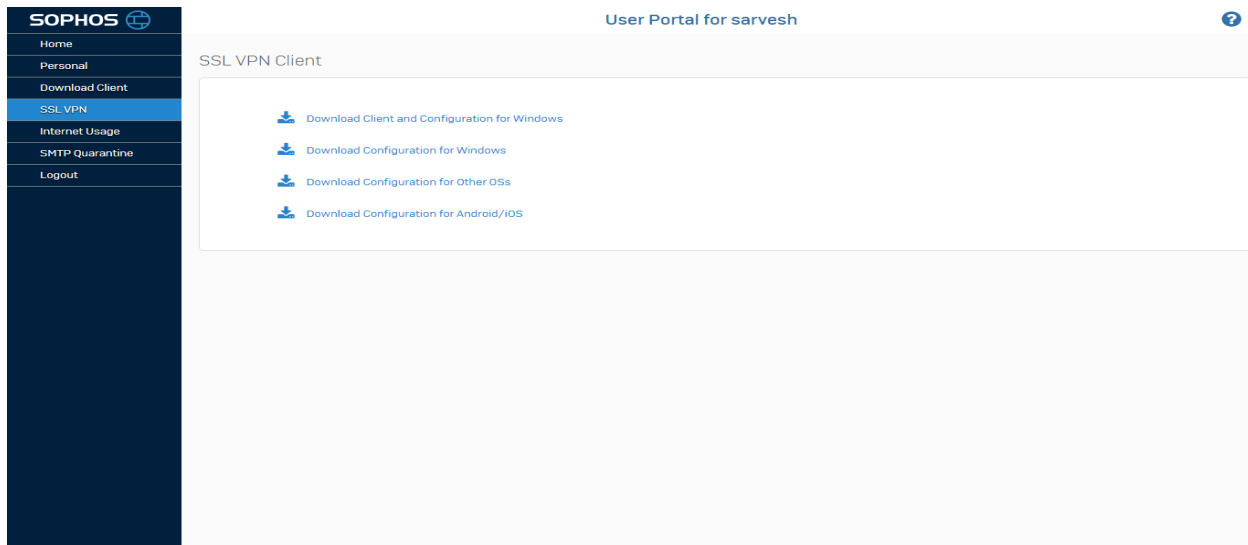 SOPHOS
User Portal for sarvesh
?
Home
Personal
Download Client
SSL VPN
Internet Usage
SMTP Quarantine
Logout
SSL VPN Client
Download Client and Configuration for Windows
Download Configuration for Windows
Download Configuration for Other OSs
Download Configuration for Android/iOS